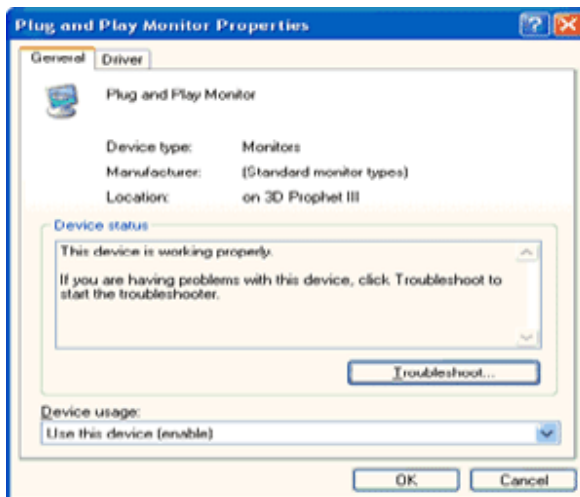 Plug and Play Monitor Properties
General Driver
Plug and Play Monitor
Device type: Monitors
Manufacturer: (Standard monitor types)
Location: on 3D Prophet III
Device status
This device is working properly.
If you are having problems with this device, click Troubleshoot to
start the troubleshooter.
Troubleshoot...
Device usage:
Use this device (enable)
OK Cancel